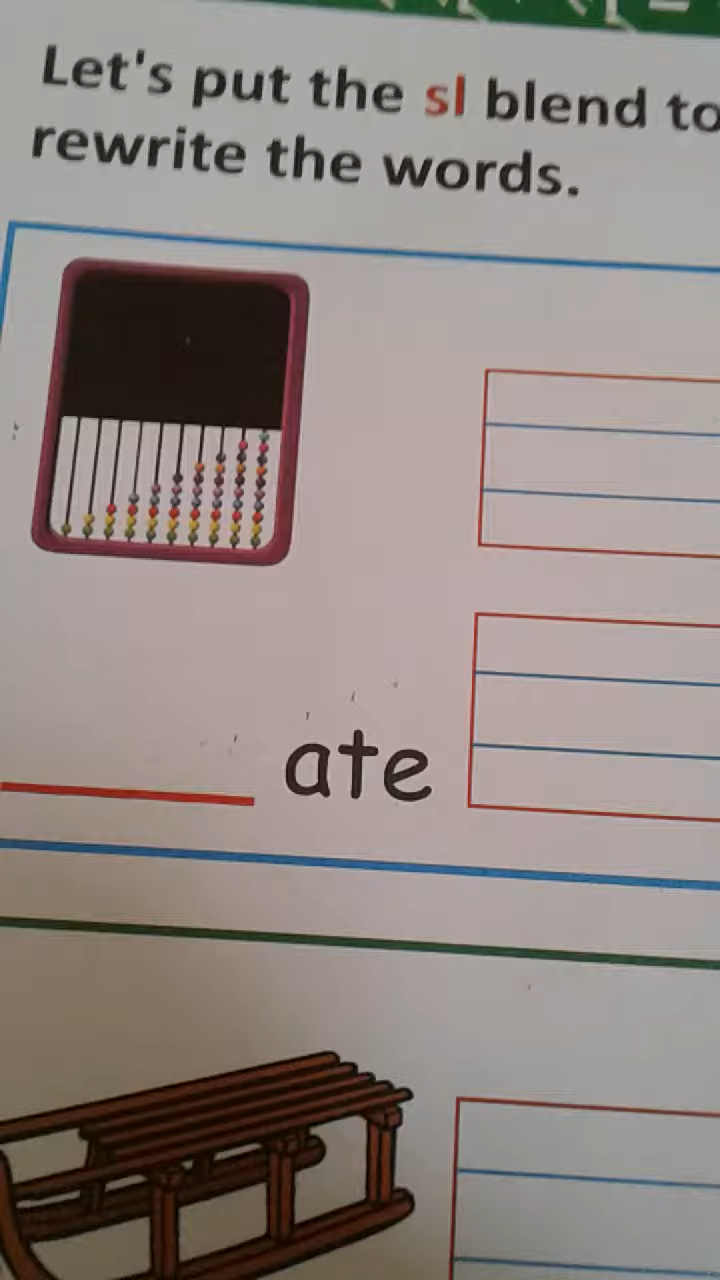 Let's put the sl blend to
rewrite the words.
ate